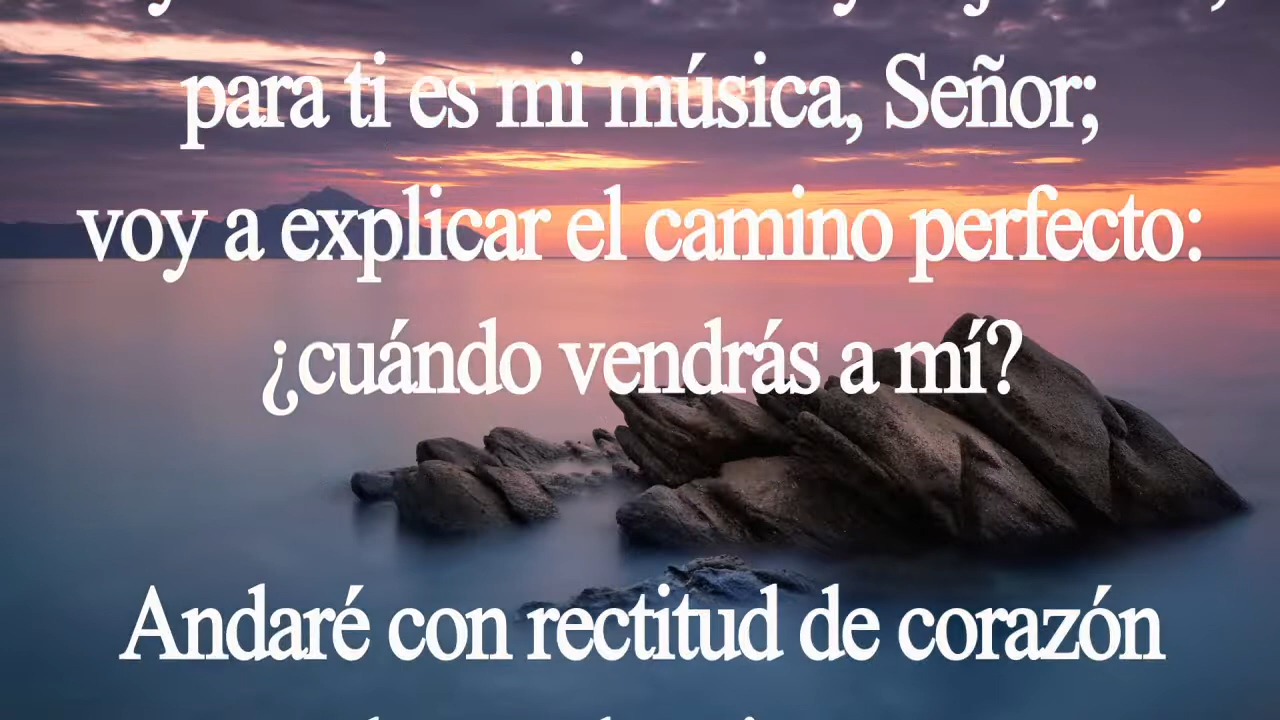 para ti es mi música, Señor;
voy a explicar el camino perfecto:
¿cuándo vendrás a mí?
Andaré con rectitud de corazón